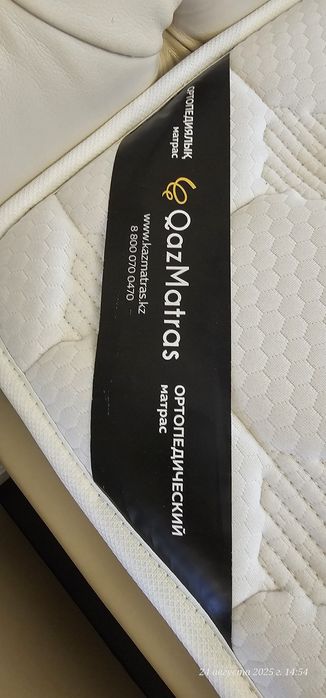 ОРТОПЕДИЯЛЫҚ
матрас
QazMatras
www.kazmatras.kz
8 800 070 0470
ОРТОПЕДИЧЕСКИЙ
матрас
24 августа 2025 г. 14:54